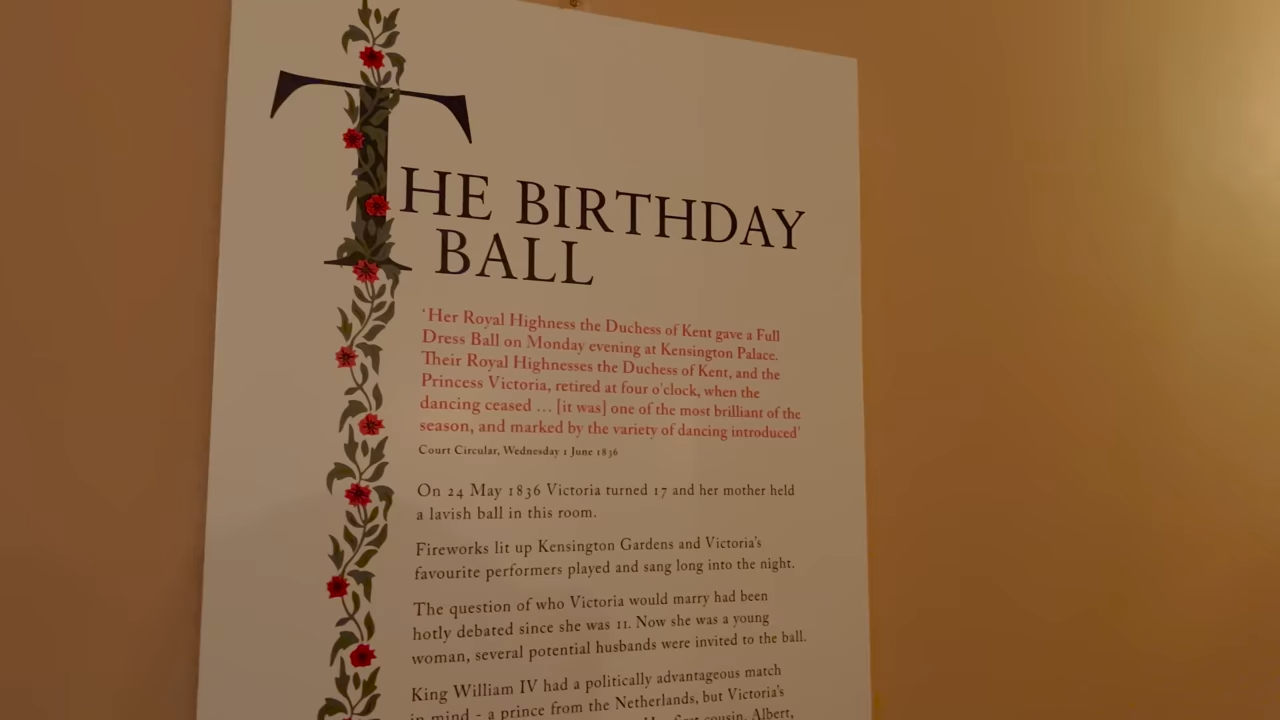 THE BIRTHDAY
BALL
'Her Royal Highness the Duchess of Kent gave a Full
Dress Ball on Monday evening at Kensington Palace.
Their Royal Highnesses the Duchess of Kent, and the
Princess Victoria, retired at four o'clock, when the
dancing ceased ... [it was] one of the most brilliant of the
season, and marked by the variety of dancing introduced'
Court Circular, Wednesday 1 June 1836
On 24 May 1836 Victoria turned 17 and her mother held
a lavish ball in this room.
Fireworks lit up Kensington Gardens and Victoria's
favourite performers played and sang long into the night.
The question of who Victoria would marry had been
hotly debated since she was 11. Now she was a young
woman, several potential husbands were invited to the ball.
King William IV had a politically advantageous match
in mind - a prince from the Netherlands, but Victoria's
first cousin, Albert,